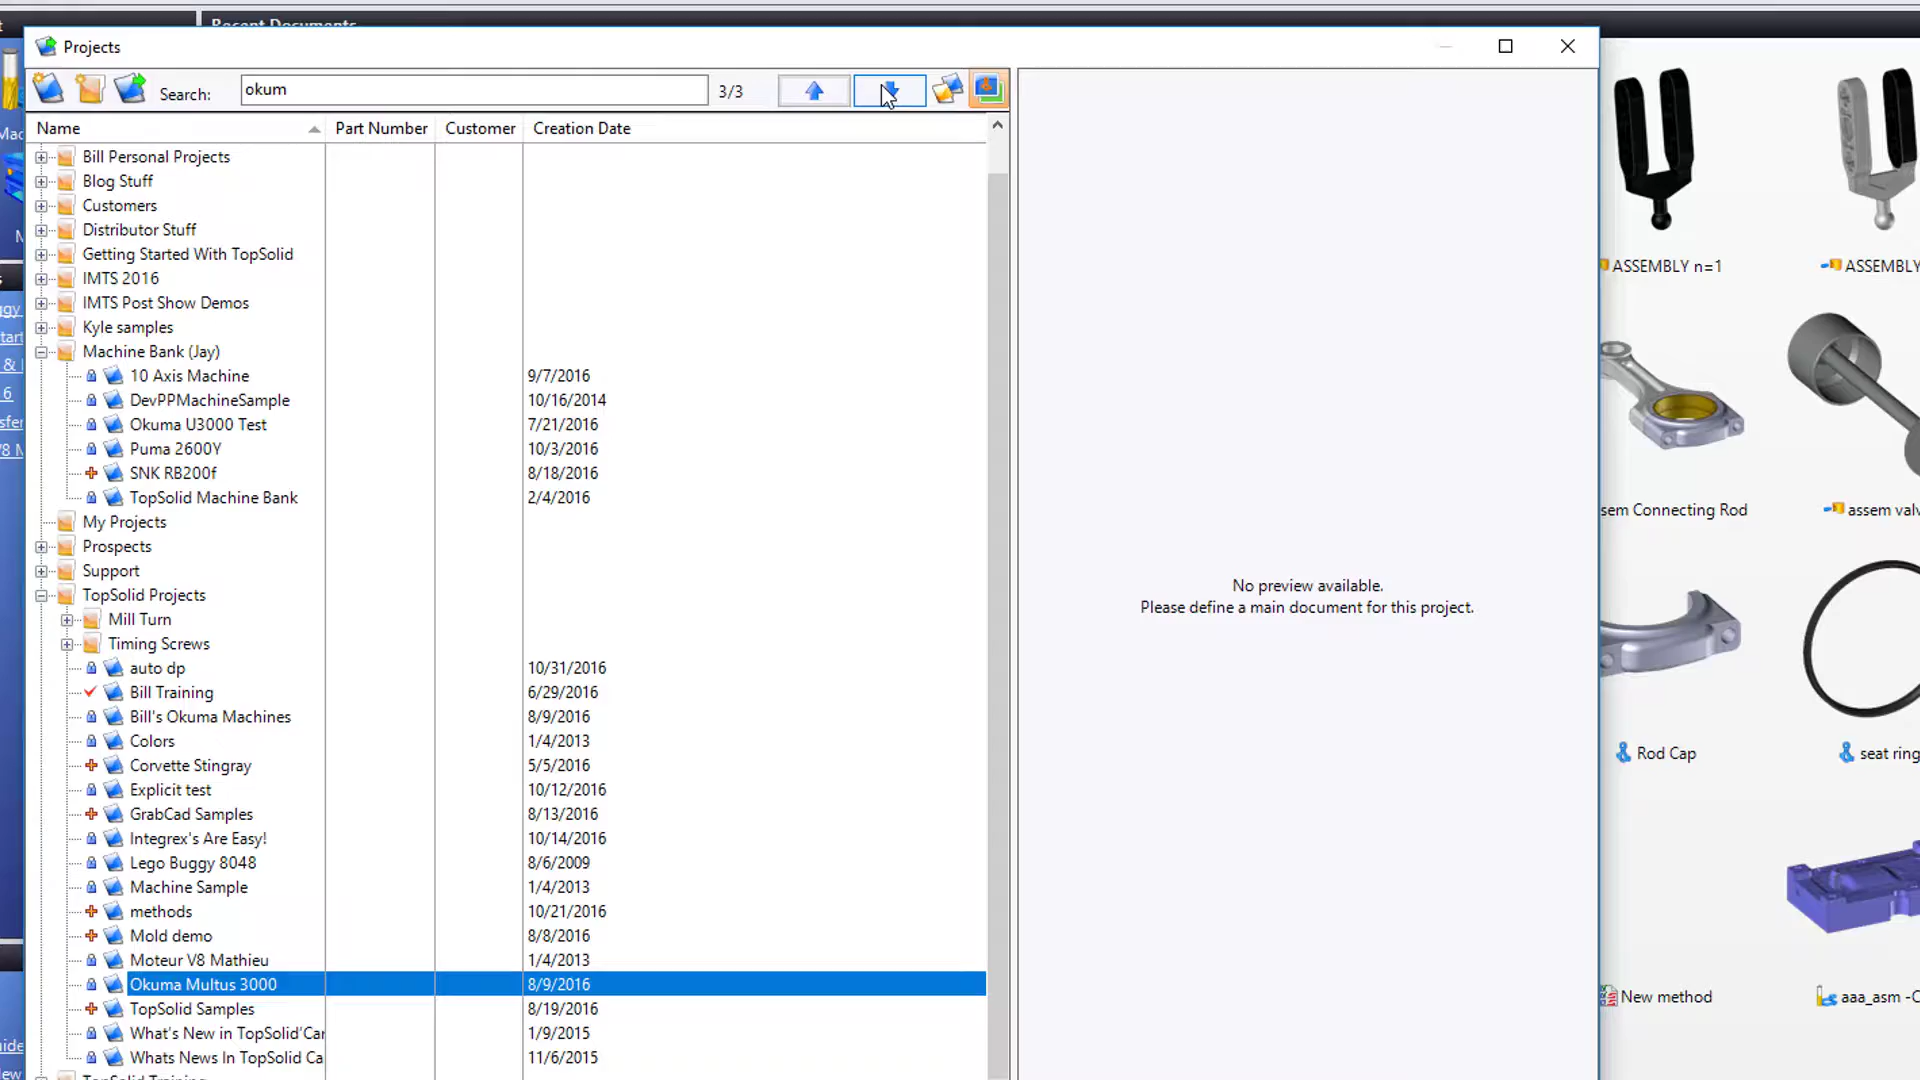 Recent Documents
Projects
Search: okum 3/3
Name Part Number Customer Creation Date
Bill Personal Projects
Blog Stuff
Customers
Distributor Stuff
Getting Started With TopSolid
IMTS 2016
IMTS Post Show Demos
Kyle samples
Machine Bank (Jay)
10 Axis Machine 9/7/2016
DevPPMachineSample 10/16/2014
Okuma U3000 Test 7/21/2016
Puma 2600Y 10/3/2016
SNK RB200f 8/18/2016
TopSolid Machine Bank 2/4/2016
My Projects
Prospects
Support
TopSolid Projects
Mill Turn
Timing Screws
auto dp 10/31/2016
Bill Training 6/29/2016
Bill's Okuma Machines 8/9/2016
Colors 1/4/2013
Corvette Stingray 5/5/2016
Explicit test 10/12/2016
GrabCad Samples 8/13/2016
Integrex's Are Easy! 10/14/2016
Lego Buggy 8048 8/6/2009
Machine Sample 1/4/2013
methods 10/21/2016
Mold demo 8/8/2016
Moteur V8 Mathieu 1/4/2013
Okuma Multus 3000 8/9/2016
TopSolid Samples 8/19/2016
What's New in TopSolid'Car 1/9/2015
Whats News In TopSolid Ca 11/6/2015
No preview available.
Please define a main document for this project.
ASSEMBLY n=1
ASSEMBLY
sem Connecting Rod
assem valv
Rod Cap
seat ring
New method
aaa_asm -C